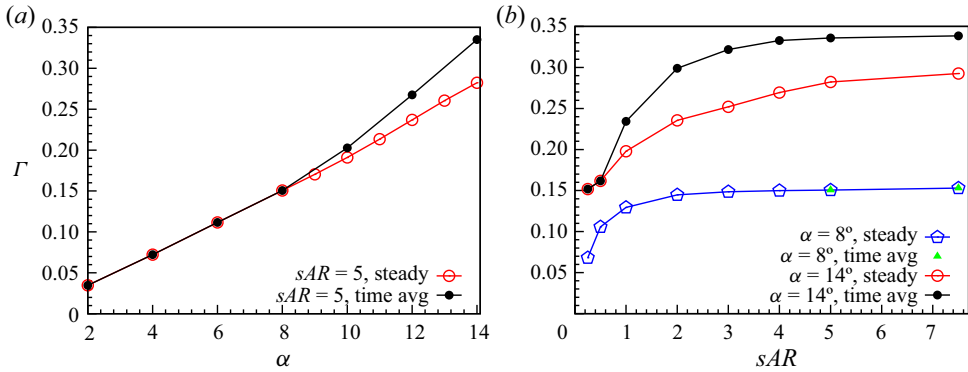 (a)
(b)
0.35
0.30
0.25
0.20
0.15
0.10
0.05
Γ
2
4
6
8
10
12
14
α
sAR = 5, steady
sAR = 5, time avg
0.35
0.30
0.25
0.20
0.15
0.10
0.05
0
1
2
3
4
5
6
7
sAR
α = 8º, steady
α = 8º, time avg
α = 14º, steady
α = 14º, time avg